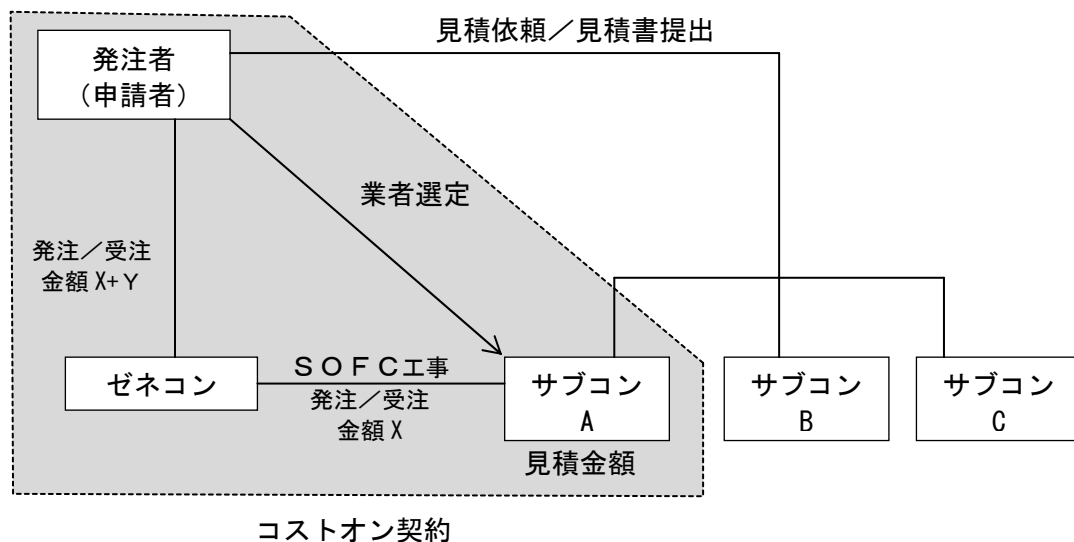 見積依頼／見積書提出
発注者
（申請者）
業者選定
発注／受注
金額 X+Y
ゼネコン
ＳＯＦＣ工事
発注／受注
金額 X
サブコン
A
サブコン
B
サブコン
C
見積金額
コストオン契約